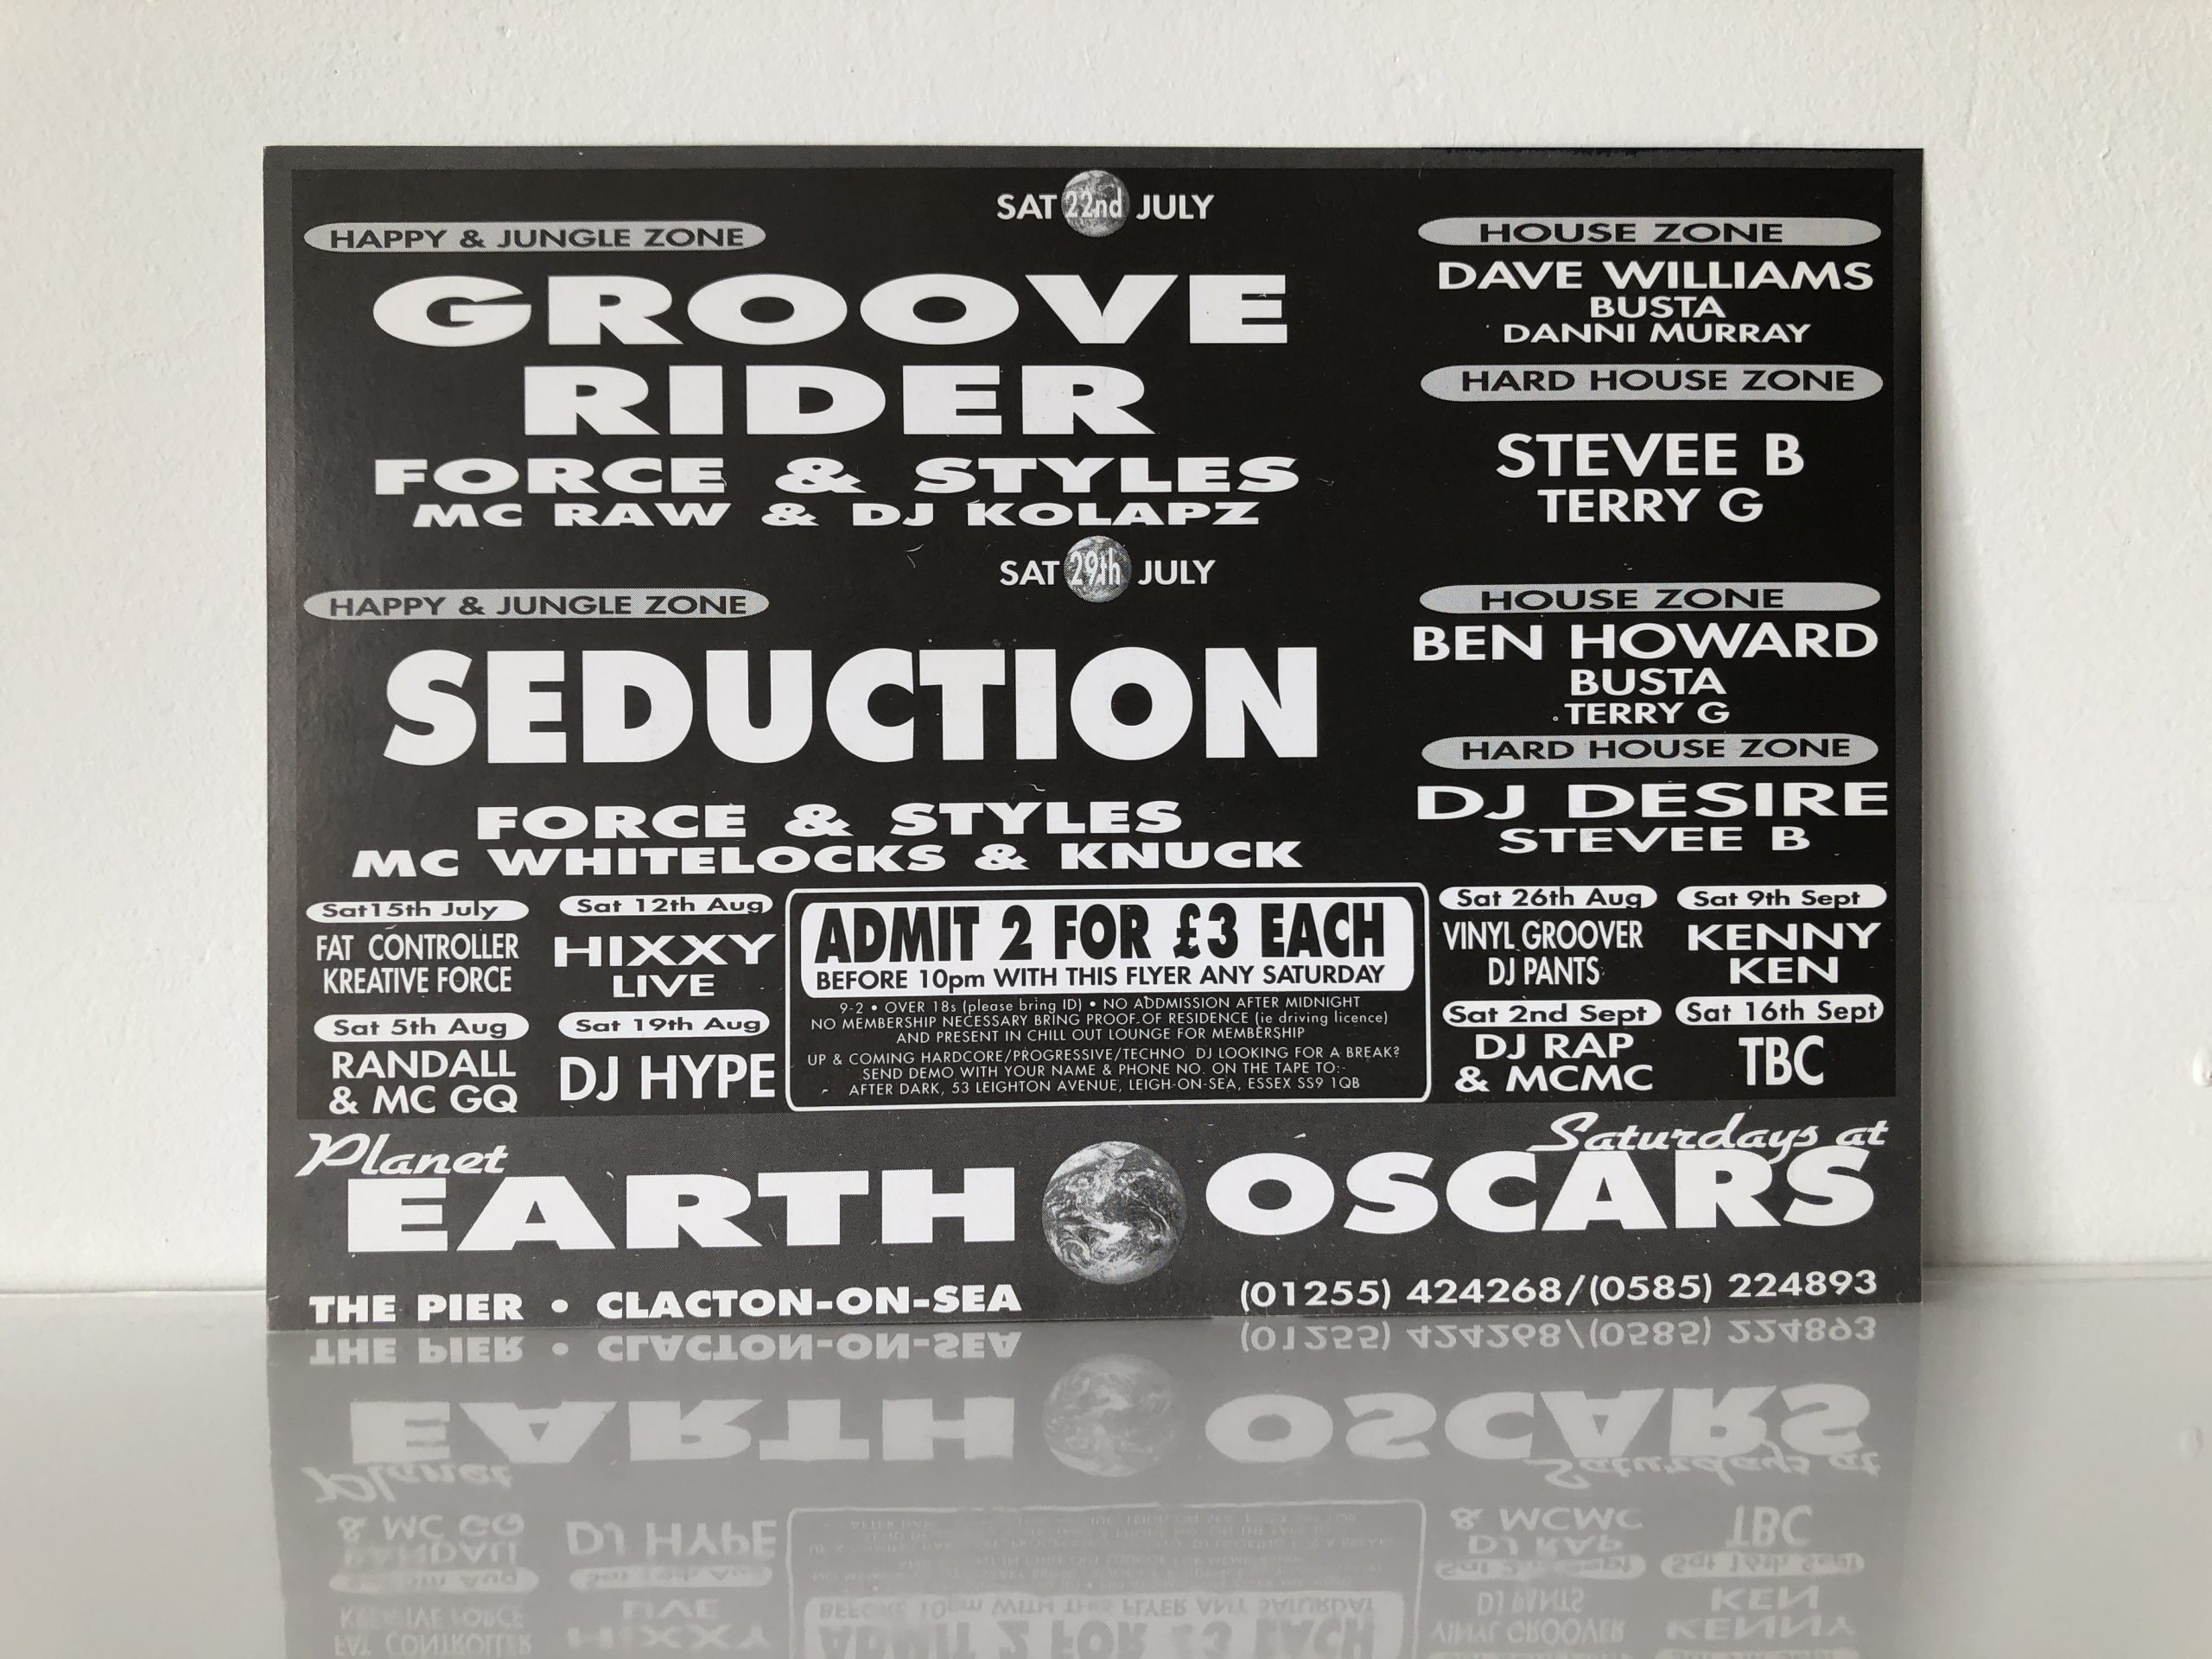 SAT 22nd JULY
HAPPY & JUNGLE ZONE
GROOVE
RIDER
FORCE & STYLES
MC RAW & DJ KOLAPZ
HOUSE ZONE
DAVE WILLIAMS
BUSTA
DANNI MURRAY
HARD HOUSE ZONE
STEVEE B
TERRY G
SAT 29th JULY
HAPPY & JUNGLE ZONE
SEDUCTION
FORCE & STYLES
MC WHITELOCKS & KNUCK
HOUSE ZONE
BEN HOWARD
BUSTA
TERRY G
HARD HOUSE ZONE
DJ DESIRE
STEVEE B
Sat15th July
FAT CONTROLLER
KREATIVE FORCE
Sat 5th Aug
RANDALL
& MC GQ
Sat 12th Aug
HIXXY
LIVE
Sat 19th Aug
DJ HYPE
ADMIT 2 FOR £3 EACH
BEFORE 10pm WITH THIS FLYER ANY SATURDAY
9-2 • OVER 18s (please bring ID) • NO ADDMISSION AFTER MIDNIGHT
NO MEMBERSHIP NECESSARY BRING PROOF OF RESIDENCE (ie driving licence)
AND PRESENT IN CHILL OUT LOUNGE FOR MEMBERSHIP
UP & COMING HARDCORE/PROGRESSIVE/TECHNO DJ LOOKING FOR A BREAK?
SEND DEMO WITH YOUR NAME & PHONE NO. ON THE TAPE TO:-
AFTER DARK, 53 LEIGHTON AVENUE, LEIGH-ON-SEA, ESSEX SS9 1QB
Sat 26th Aug
VINYL GROOVER
DJ PANTS
Sat 2nd Sept
DJ RAP
& MCMC
Sat 9th Sept
KENNY
KEN
Sat 16th Sept
TBC
Planet
EARTH
Saturdays at
OSCARS
THE PIER • CLACTON-ON-SEA
(01255) 424268/(0585) 224893